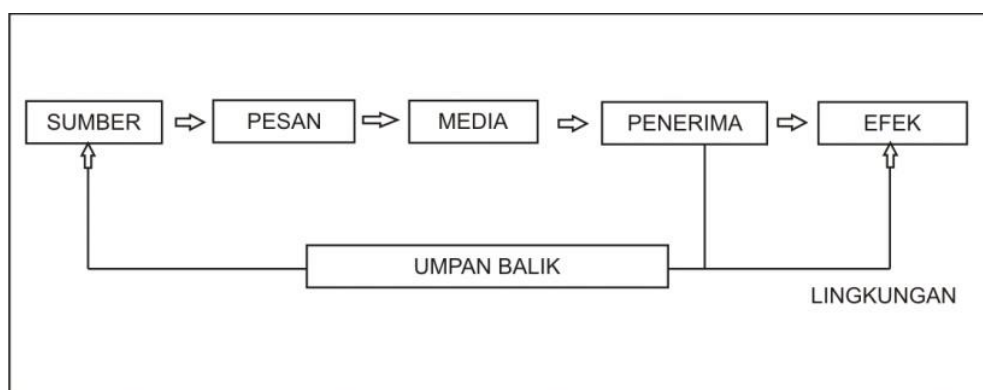 SUMBER
PESAN
MEDIA
PENERIMA
EFEK
UMPAN BALIK
LINGKUNGAN